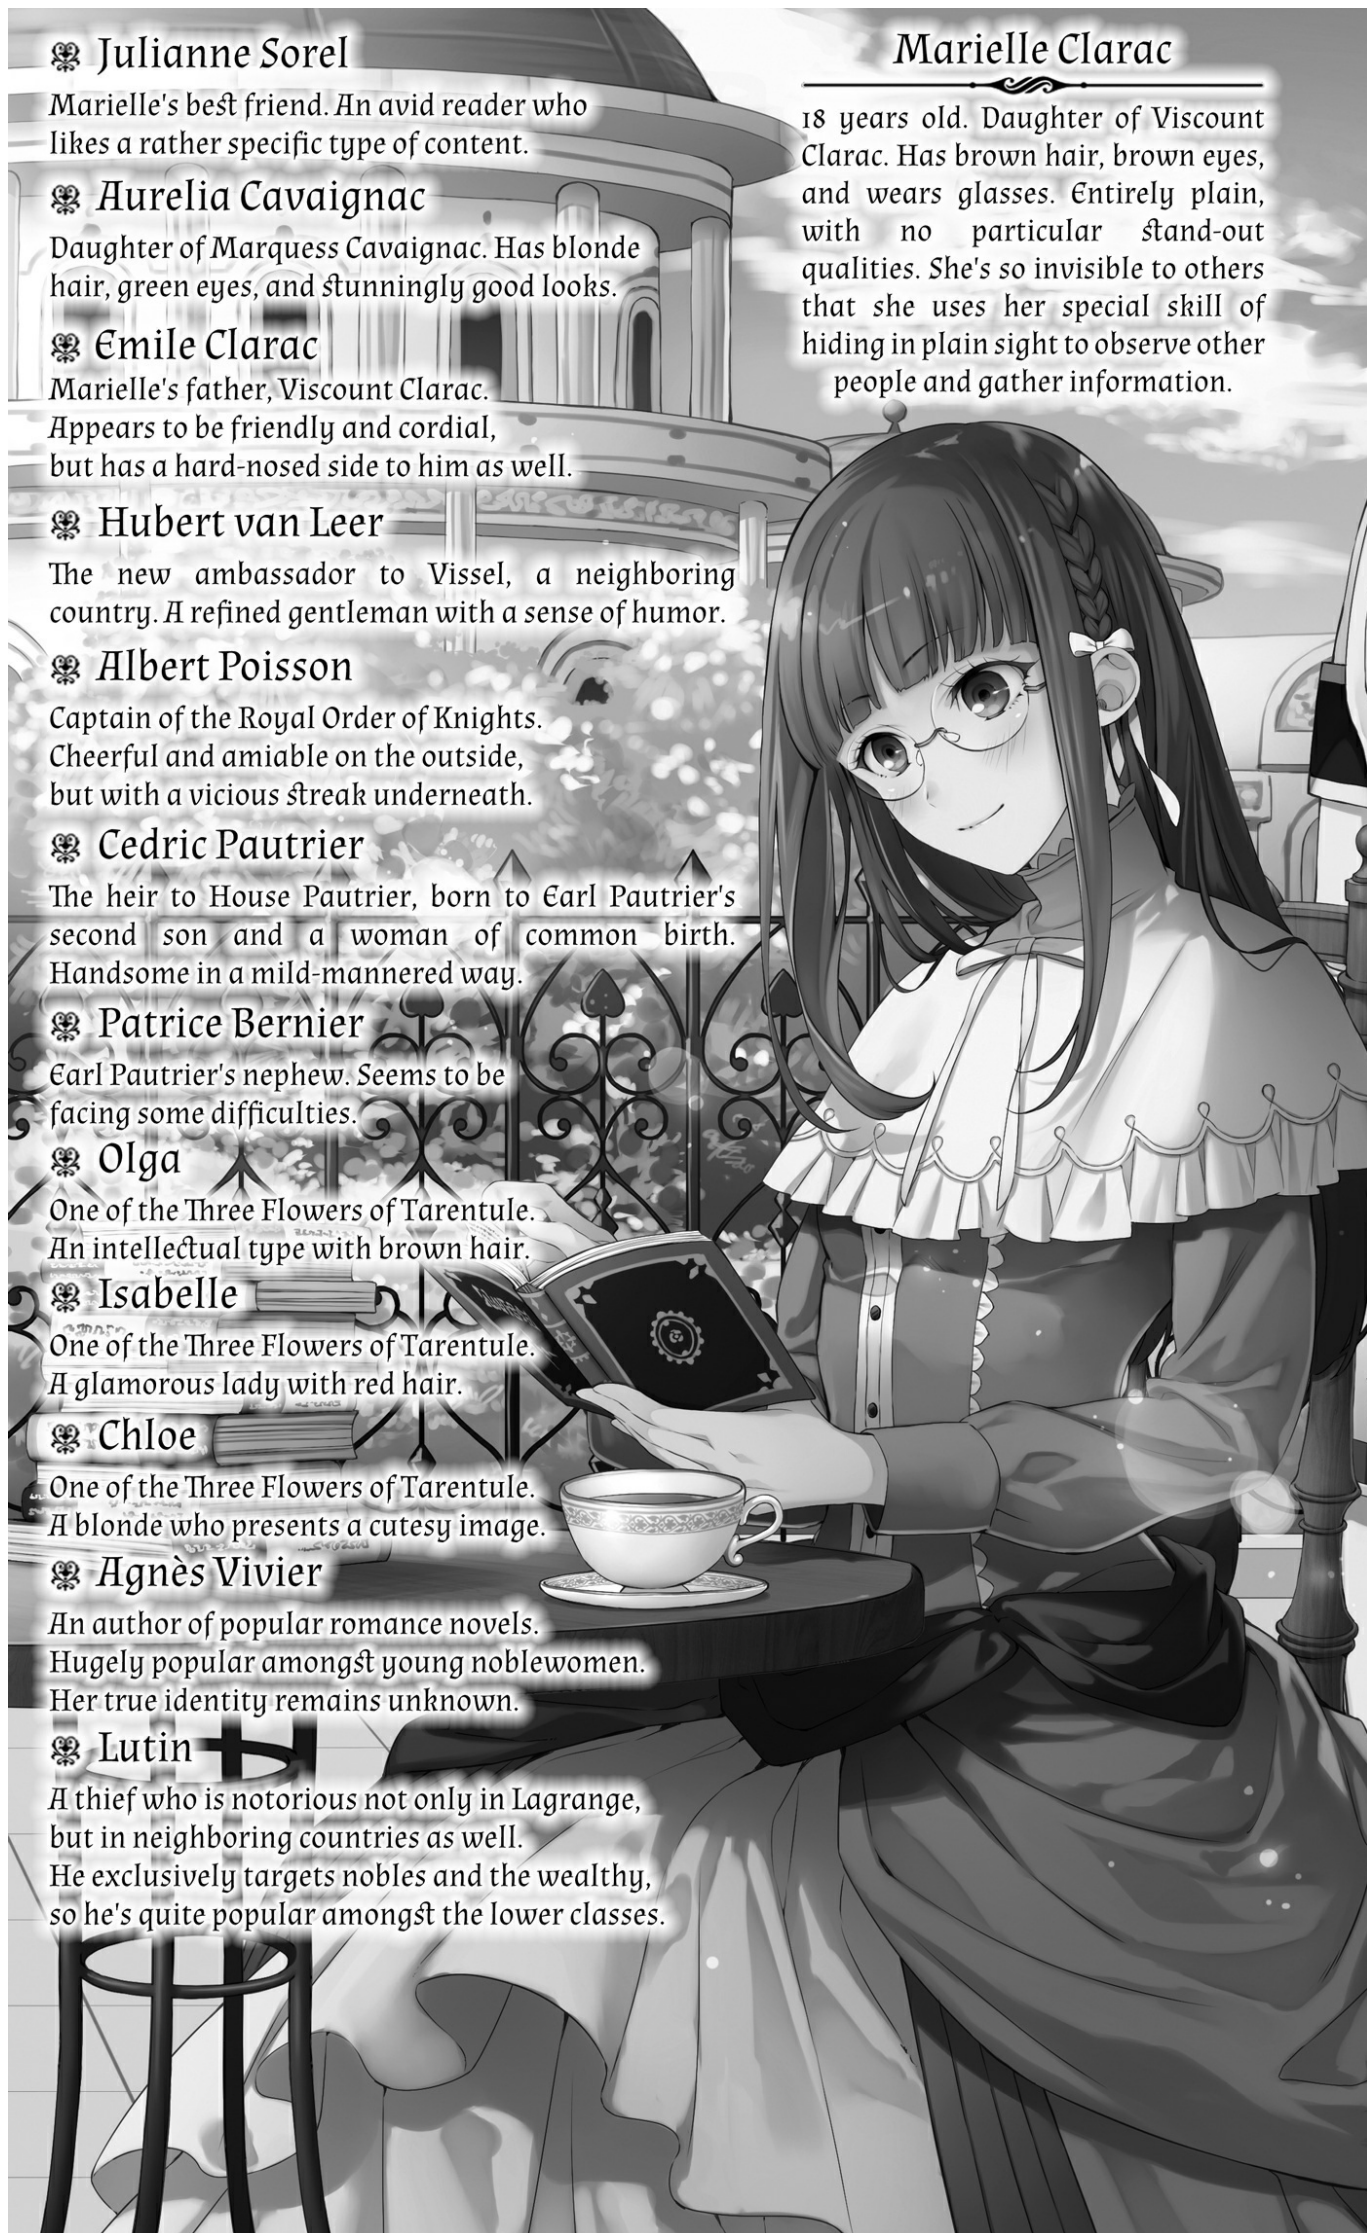 Julianne Sorel
Marielle's best friend. An avid reader who
likes a rather specific type of content.
Aurelia Cavaignac
Daughter of Marquess Cavaignac. Has blonde
hair, green eyes, and stunningly good looks.
Emile Clarac
Marielle's father, Viscount Clarac.
Appears to be friendly and cordial,
but has a hard-nosed side to him as well.
Hubert van Leer
The new ambassador to Vissel, a neighboring
country. A refined gentleman with a sense of humor.
Albert Poisson
Captain of the Royal Order of Knights.
Cheerful and amiable on the outside,
but with a vicious streak underneath.
Cedric Pautrier
The heir to House Pautrier, born to Earl Pautrier's
second son and a woman of common birth.
Handsome in a mild-mannered way.
Patrice Bernier
Earl Pautrier's nephew. Seems to be
facing some difficulties.
Olga
One of the Three Flowers of Tarentule.
An intellectual type with brown hair.
Isabelle
One of the Three Flowers of Tarentule.
A glamorous lady with red hair.
Chloe
One of the Three Flowers of Tarentule.
A blonde who presents a cutesy image.
Agnès Vivier
An author of popular romance novels.
Hugely popular amongst young noblewomen.
Her true identity remains unknown.
Lutin
A thief who is notorious not only in Lagrange,
but in neighboring countries as well.
He exclusively targets nobles and the wealthy,
so he's quite popular amongst the lower classes.
Marielle Clarac
18 years old. Daughter of Viscount
Clarac. Has brown hair, brown eyes,
and wears glasses. Entirely plain,
with no particular stand-out
qualities. She's so invisible to others
that she uses her special skill of
hiding in plain sight to observe other
people and gather information.